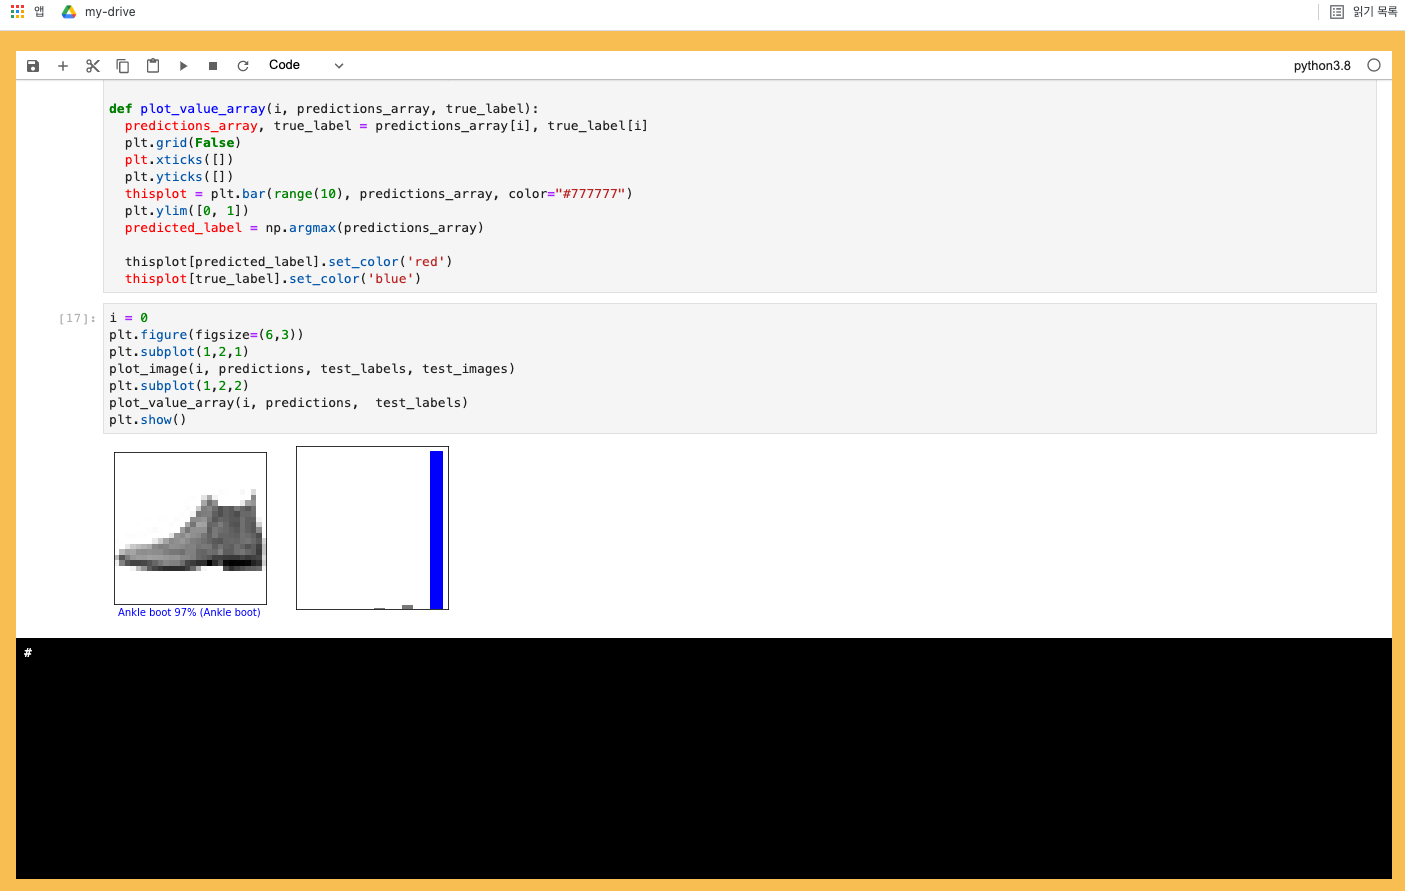 앱 my-drive 읽기 목록
Code python3.8
def plot_value_array(i, predictions_array, true_label):
  predictions_array, true_label = predictions_array[i], true_label[i]
  plt.grid(False)
  plt.xticks([])
  plt.yticks([])
  thisplot = plt.bar(range(10), predictions_array, color="#777777")
  plt.ylim([0, 1])
  predicted_label = np.argmax(predictions_array)
  thisplot[predicted_label].set_color('red')
  thisplot[true_label].set_color('blue')
[17]: i = 0
plt.figure(figsize=(6,3))
plt.subplot(1,2,1)
plot_image(i, predictions, test_labels, test_images)
plt.subplot(1,2,2)
plot_value_array(i, predictions,  test_labels)
plt.show()
Ankle boot 97% (Ankle boot)
#